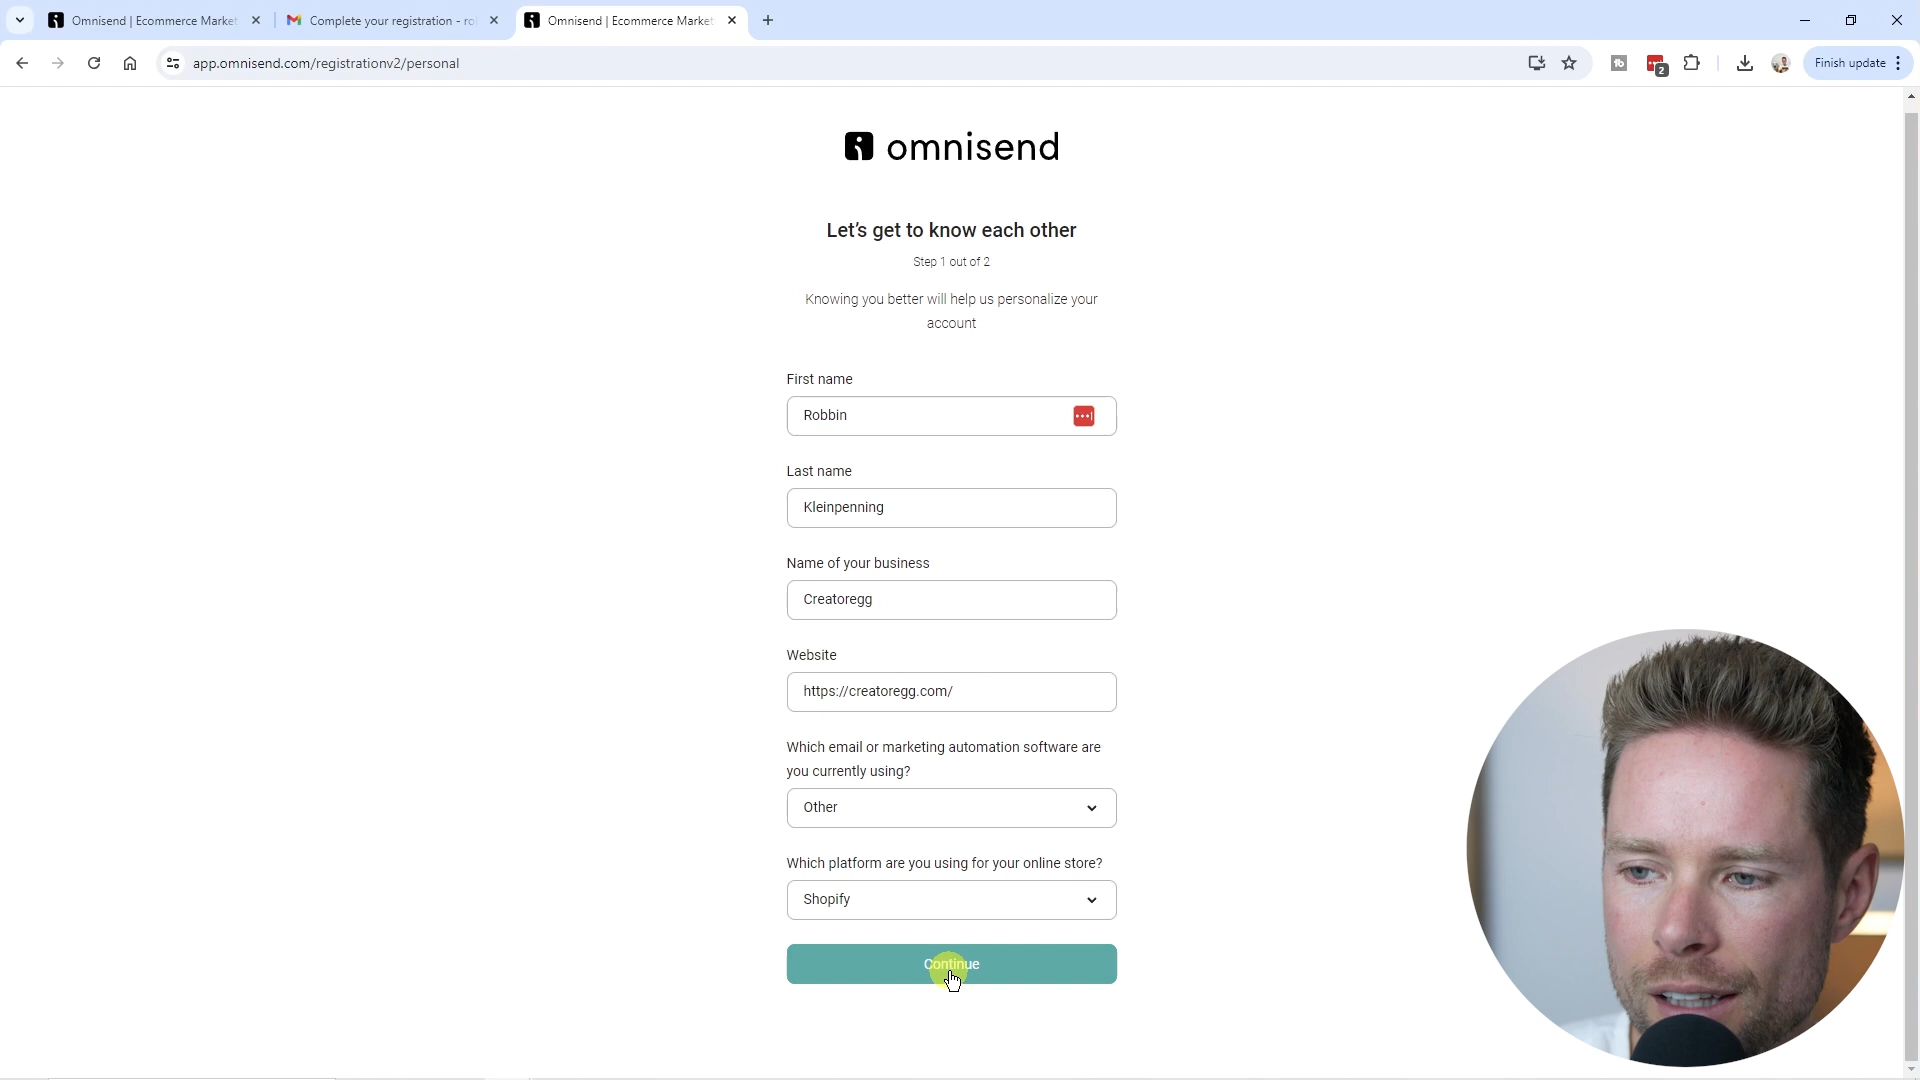 Omnisend | Ecommerce Market
Complete your registration - ro
Omnisend | Ecommerce Market
app.omnisend.com/registrationv2/personal
2
Finish update
omnisend
Let's get to know each other
Step 1 out of 2
Knowing you better will help us personalize your
account
First name
Robbin
Last name
Kleinpenning
Name of your business
Creatoregg
Website
https://creatoregg.com/
Which email or marketing automation software are
you currently using?
Other
Which platform are you using for your online store?
Shopify
Continue